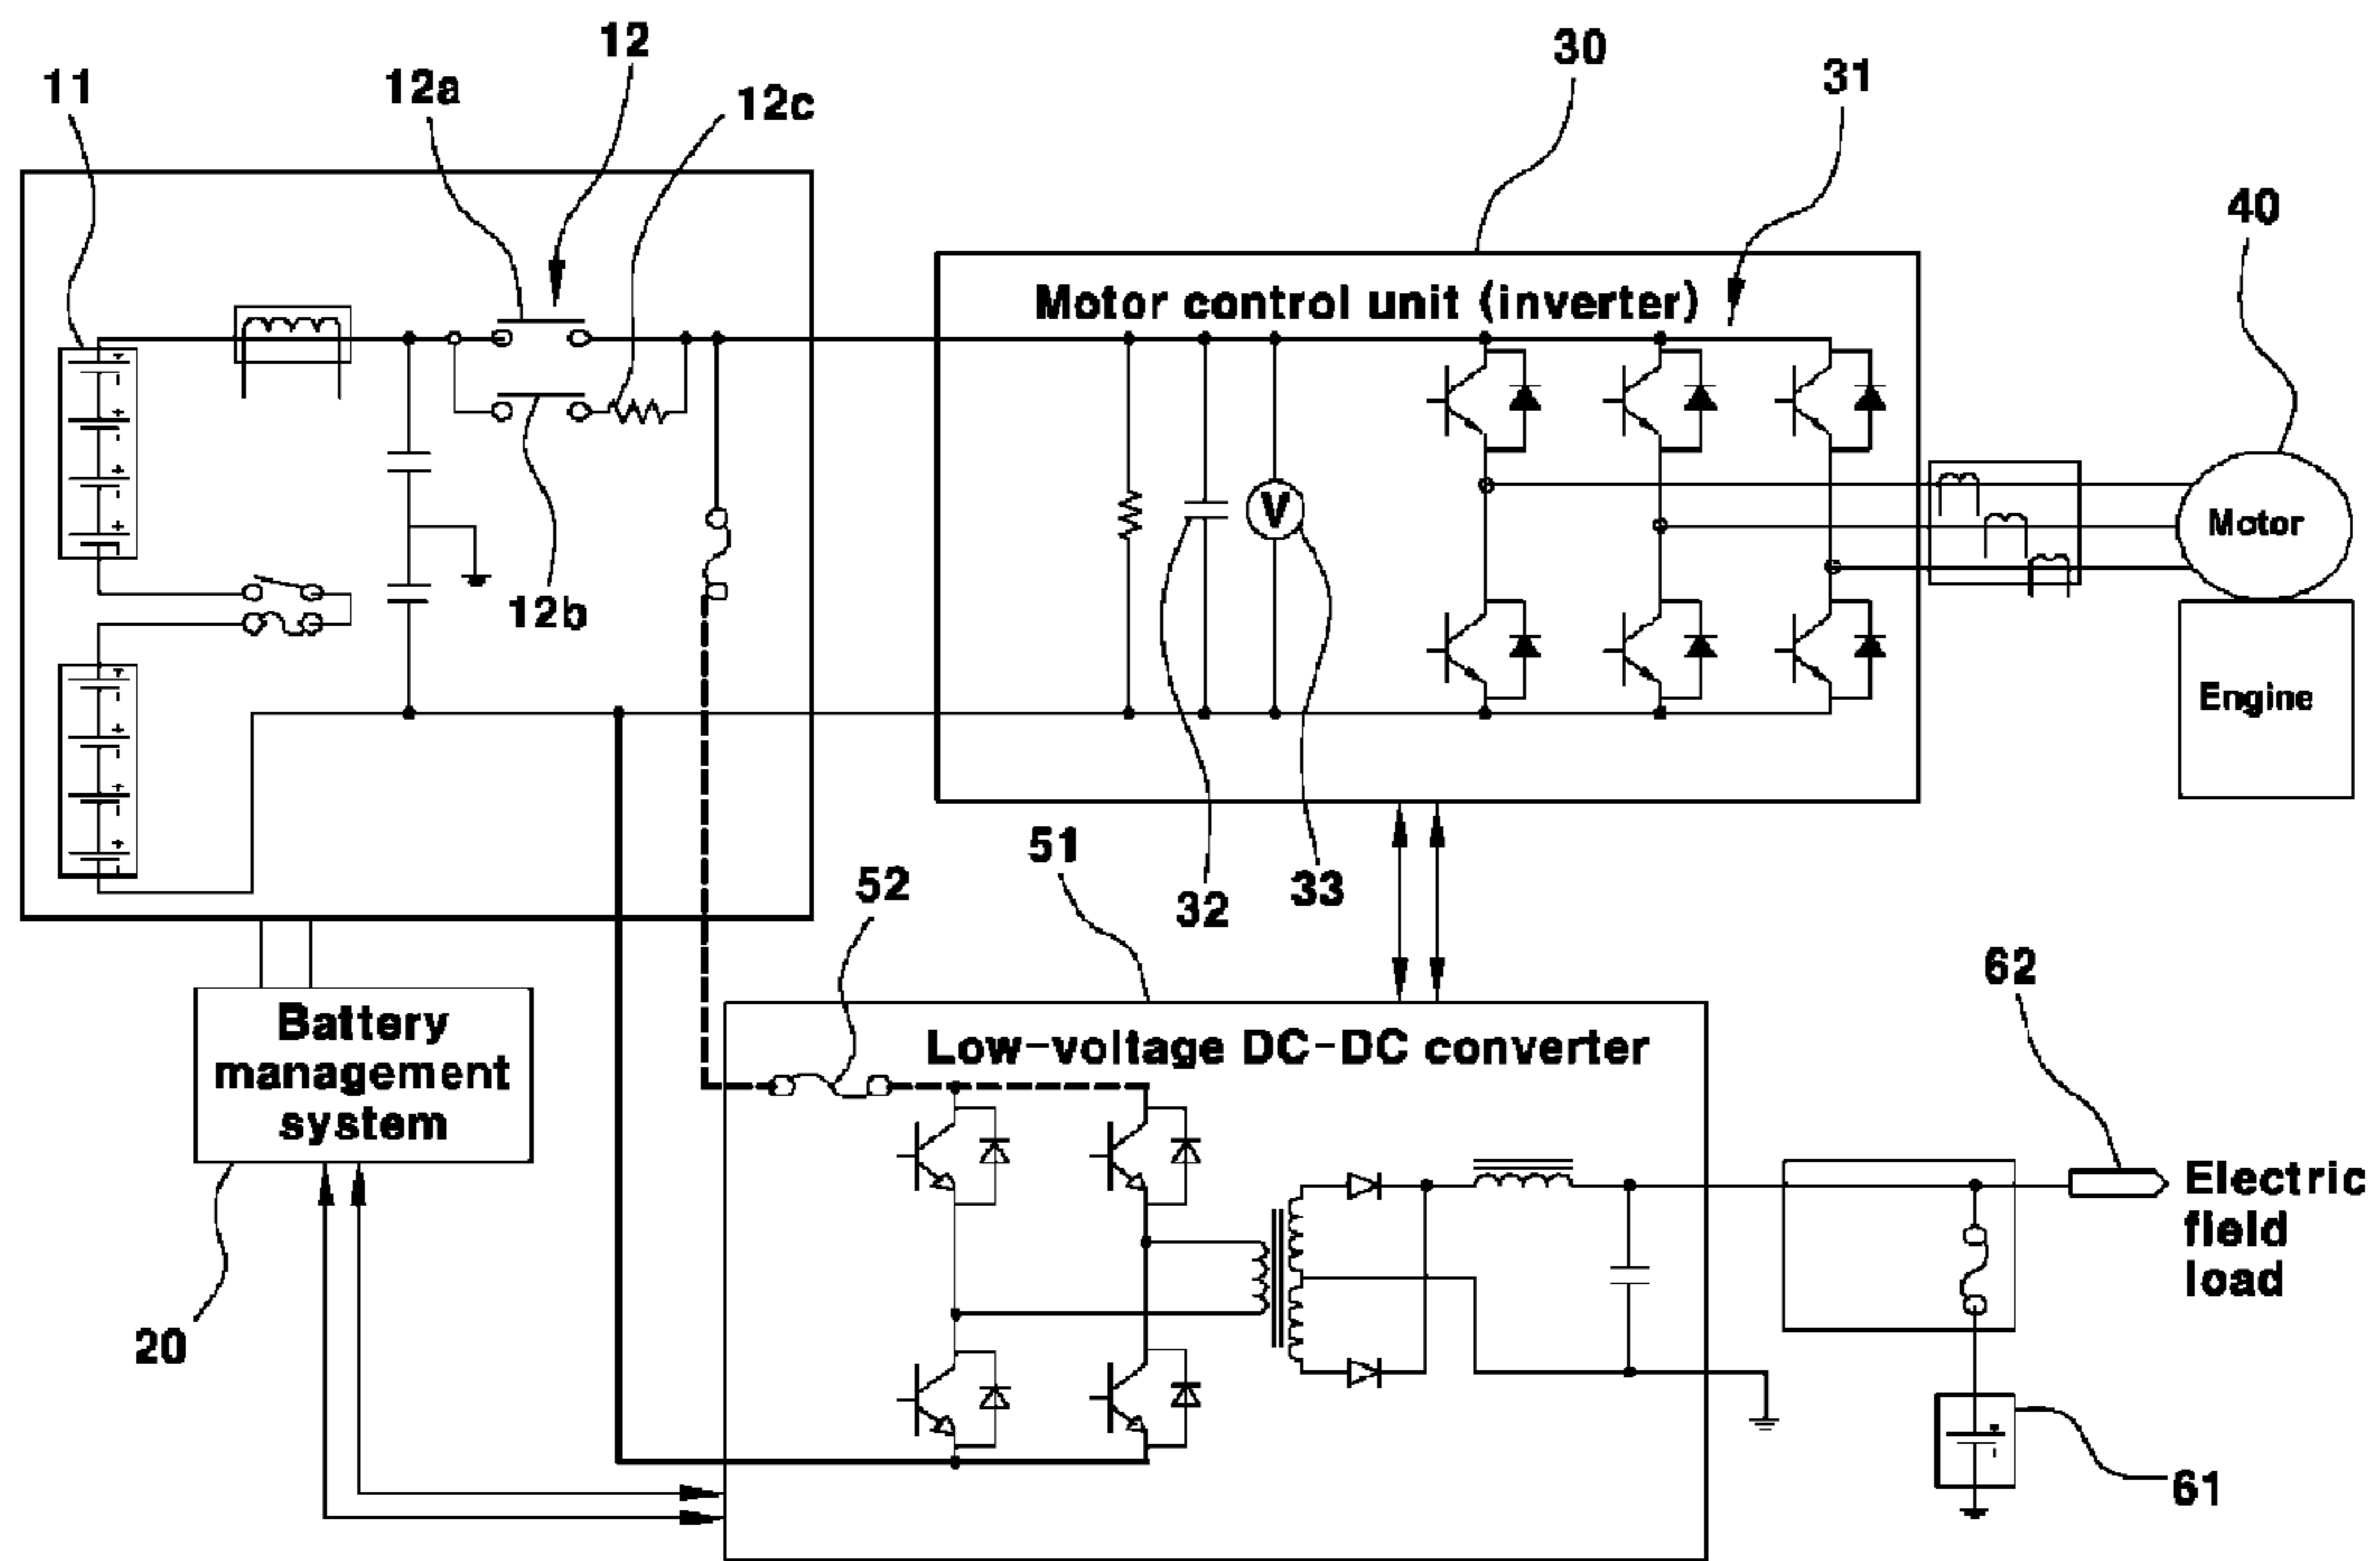 12
30
11
12a
12c
31
40
Motor control unit (inverter)
V
Motor
12b
Engine
51
52
32
33
62
Battery
management
system
Low-voltage DC-DC converter
Electric
field
load
20
61